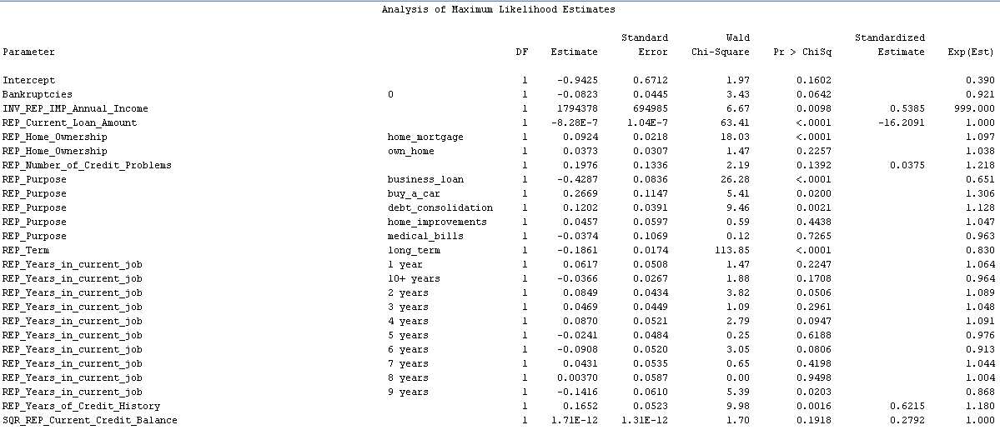 Analysis of Maximum Likelihood Estimates
Standard Wald Standardized
Parameter DF Estimate Error Chi-Square Pr > ChiSq Estimate Exp(Est)
Intercept 1 -0.9425 0.6712 1.97 0.1602 0.390
Bankruptcies 0 1 -0.0823 0.0445 3.43 0.0642 0.921
INV_REP_IMP_Annual_Income 1 1794378 694985 6.67 0.0098 0.5385 999.000
REP_Current_Loan_Amount 1 -8.28E-7 1.04E-7 63.41 <.0001 -16.2091 1.000
REP_Home_Ownership home_mortgage 1 0.0924 0.0218 18.03 <.0001 1.097
REP_Home_Ownership own_home 1 0.0373 0.0307 1.47 0.2257 1.038
REP_Number_of_Credit_Problems 1 0.1976 0.1336 2.19 0.1392 0.0375 1.218
REP_Purpose business_loan 1 -0.4287 0.0836 26.28 <.0001 0.651
REP_Purpose buy_a_car 1 0.2669 0.1147 5.41 0.0200 1.306
REP_Purpose debt_consolidation 1 0.1202 0.0391 9.46 0.0021 1.128
REP_Purpose home_improvements 1 0.0457 0.0597 0.59 0.4438 1.047
REP_Purpose medical_bills 1 -0.0374 0.1069 0.12 0.7265 0.963
REP_Term long_term 1 -0.1861 0.0174 113.85 <.0001 0.830
REP_Years_in_current_job 1 year 1 0.0617 0.0508 1.47 0.2247 1.064
REP_Years_in_current_job 10+ years 1 -0.0366 0.0267 1.88 0.1708 0.964
REP_Years_in_current_job 2 years 1 0.0849 0.0434 3.82 0.0506 1.089
REP_Years_in_current_job 3 years 1 0.0469 0.0449 1.09 0.2961 1.048
REP_Years_in_current_job 4 years 1 0.0870 0.0521 2.79 0.0947 1.091
REP_Years_in_current_job 5 years 1 -0.0241 0.0484 0.25 0.6188 0.976
REP_Years_in_current_job 6 years 1 -0.0908 0.0520 3.05 0.0806 0.913
REP_Years_in_current_job 7 years 1 0.0431 0.0535 0.65 0.4198 1.044
REP_Years_in_current_job 8 years 1 0.00370 0.0587 0.00 0.9498 1.004
REP_Years_in_current_job 9 years 1 -0.1416 0.0610 5.39 0.0203 0.868
REP_Years_of_Credit_History 1 0.1652 0.0523 9.98 0.0016 0.6215 1.180
SQR_REP_Current_Credit_Balance 1 1.71E-12 1.31E-12 1.70 0.1918 0.2792 1.000